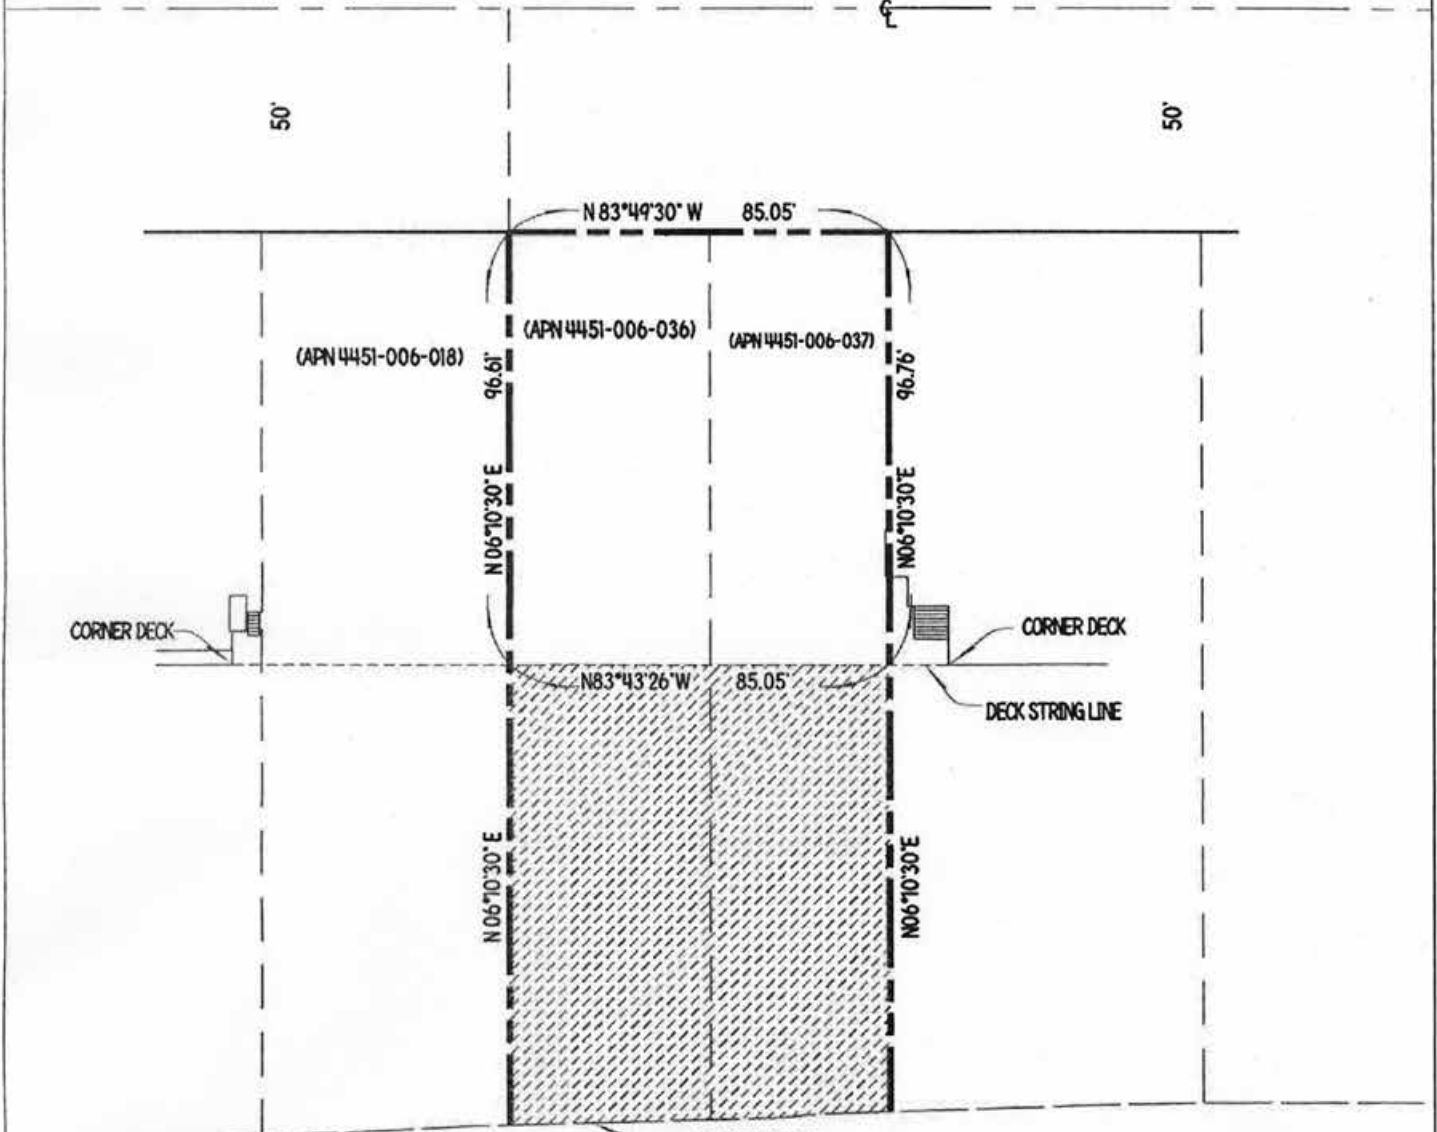 ℄
50'
50'
N 83°49'30" W 85.05'
(APN 4451-006-018)
(APN 4451-006-036)
(APN 4451-006-037)
96.61'
96.76'
N 06°10'30" E
N06°10'30"E
CORNER DECK
CORNER DECK
N83°43'26"W 85.05'
DECK STRING LINE
N 06°10'30" E
N06°10'30"E